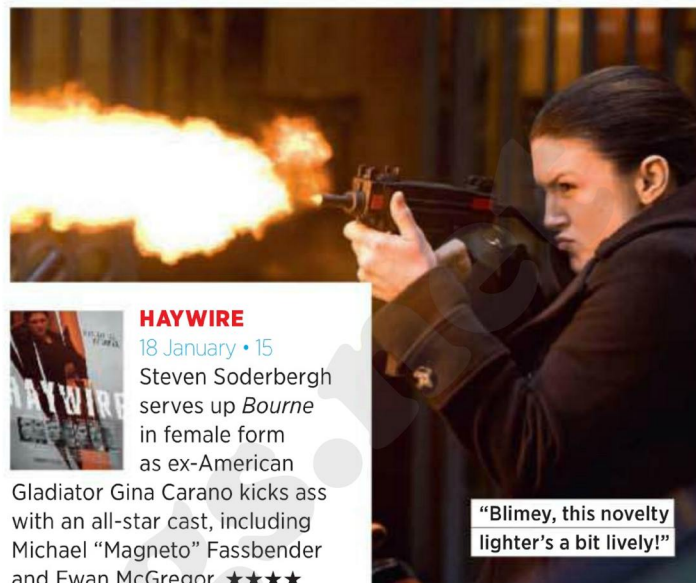 HAYWIRE
18 January • 15
Steven Soderbergh
serves up Bourne
in female form
as ex-American
Gladiator Gina Carano kicks ass
with an all-star cast, including
Michael “Magneto” Fassbender
and Ewan McGregor. ★★★★
HAYWIRE
“Blimey, this novelty
lighter’s a bit lively!”